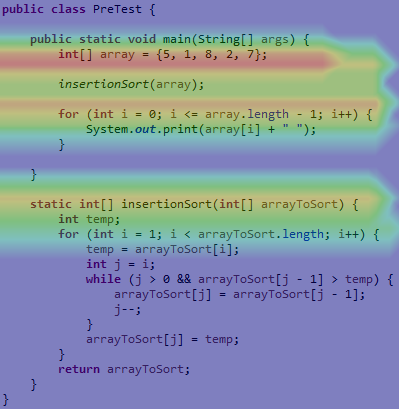 public class PreTest {
public static void main(String[] args) {
int[] array = {5, 1, 8, 2, 7};
insertionSort(array);
for (int i = 0; i <= array.length - 1; i++) {
System.out.print(array[i] + " ");
}
}
static int[] insertionSort(int[] arrayToSort) {
int temp;
for (int i = 1; i < arrayToSort.length; i++) {
temp = arrayToSort[i];
int j = i;
while (j > 0 && arrayToSort[j - 1] > temp) {
arrayToSort[j] = arrayToSort[j - 1];
j--;
}
arrayToSort[j] = temp;
}
return arrayToSort;
}
}